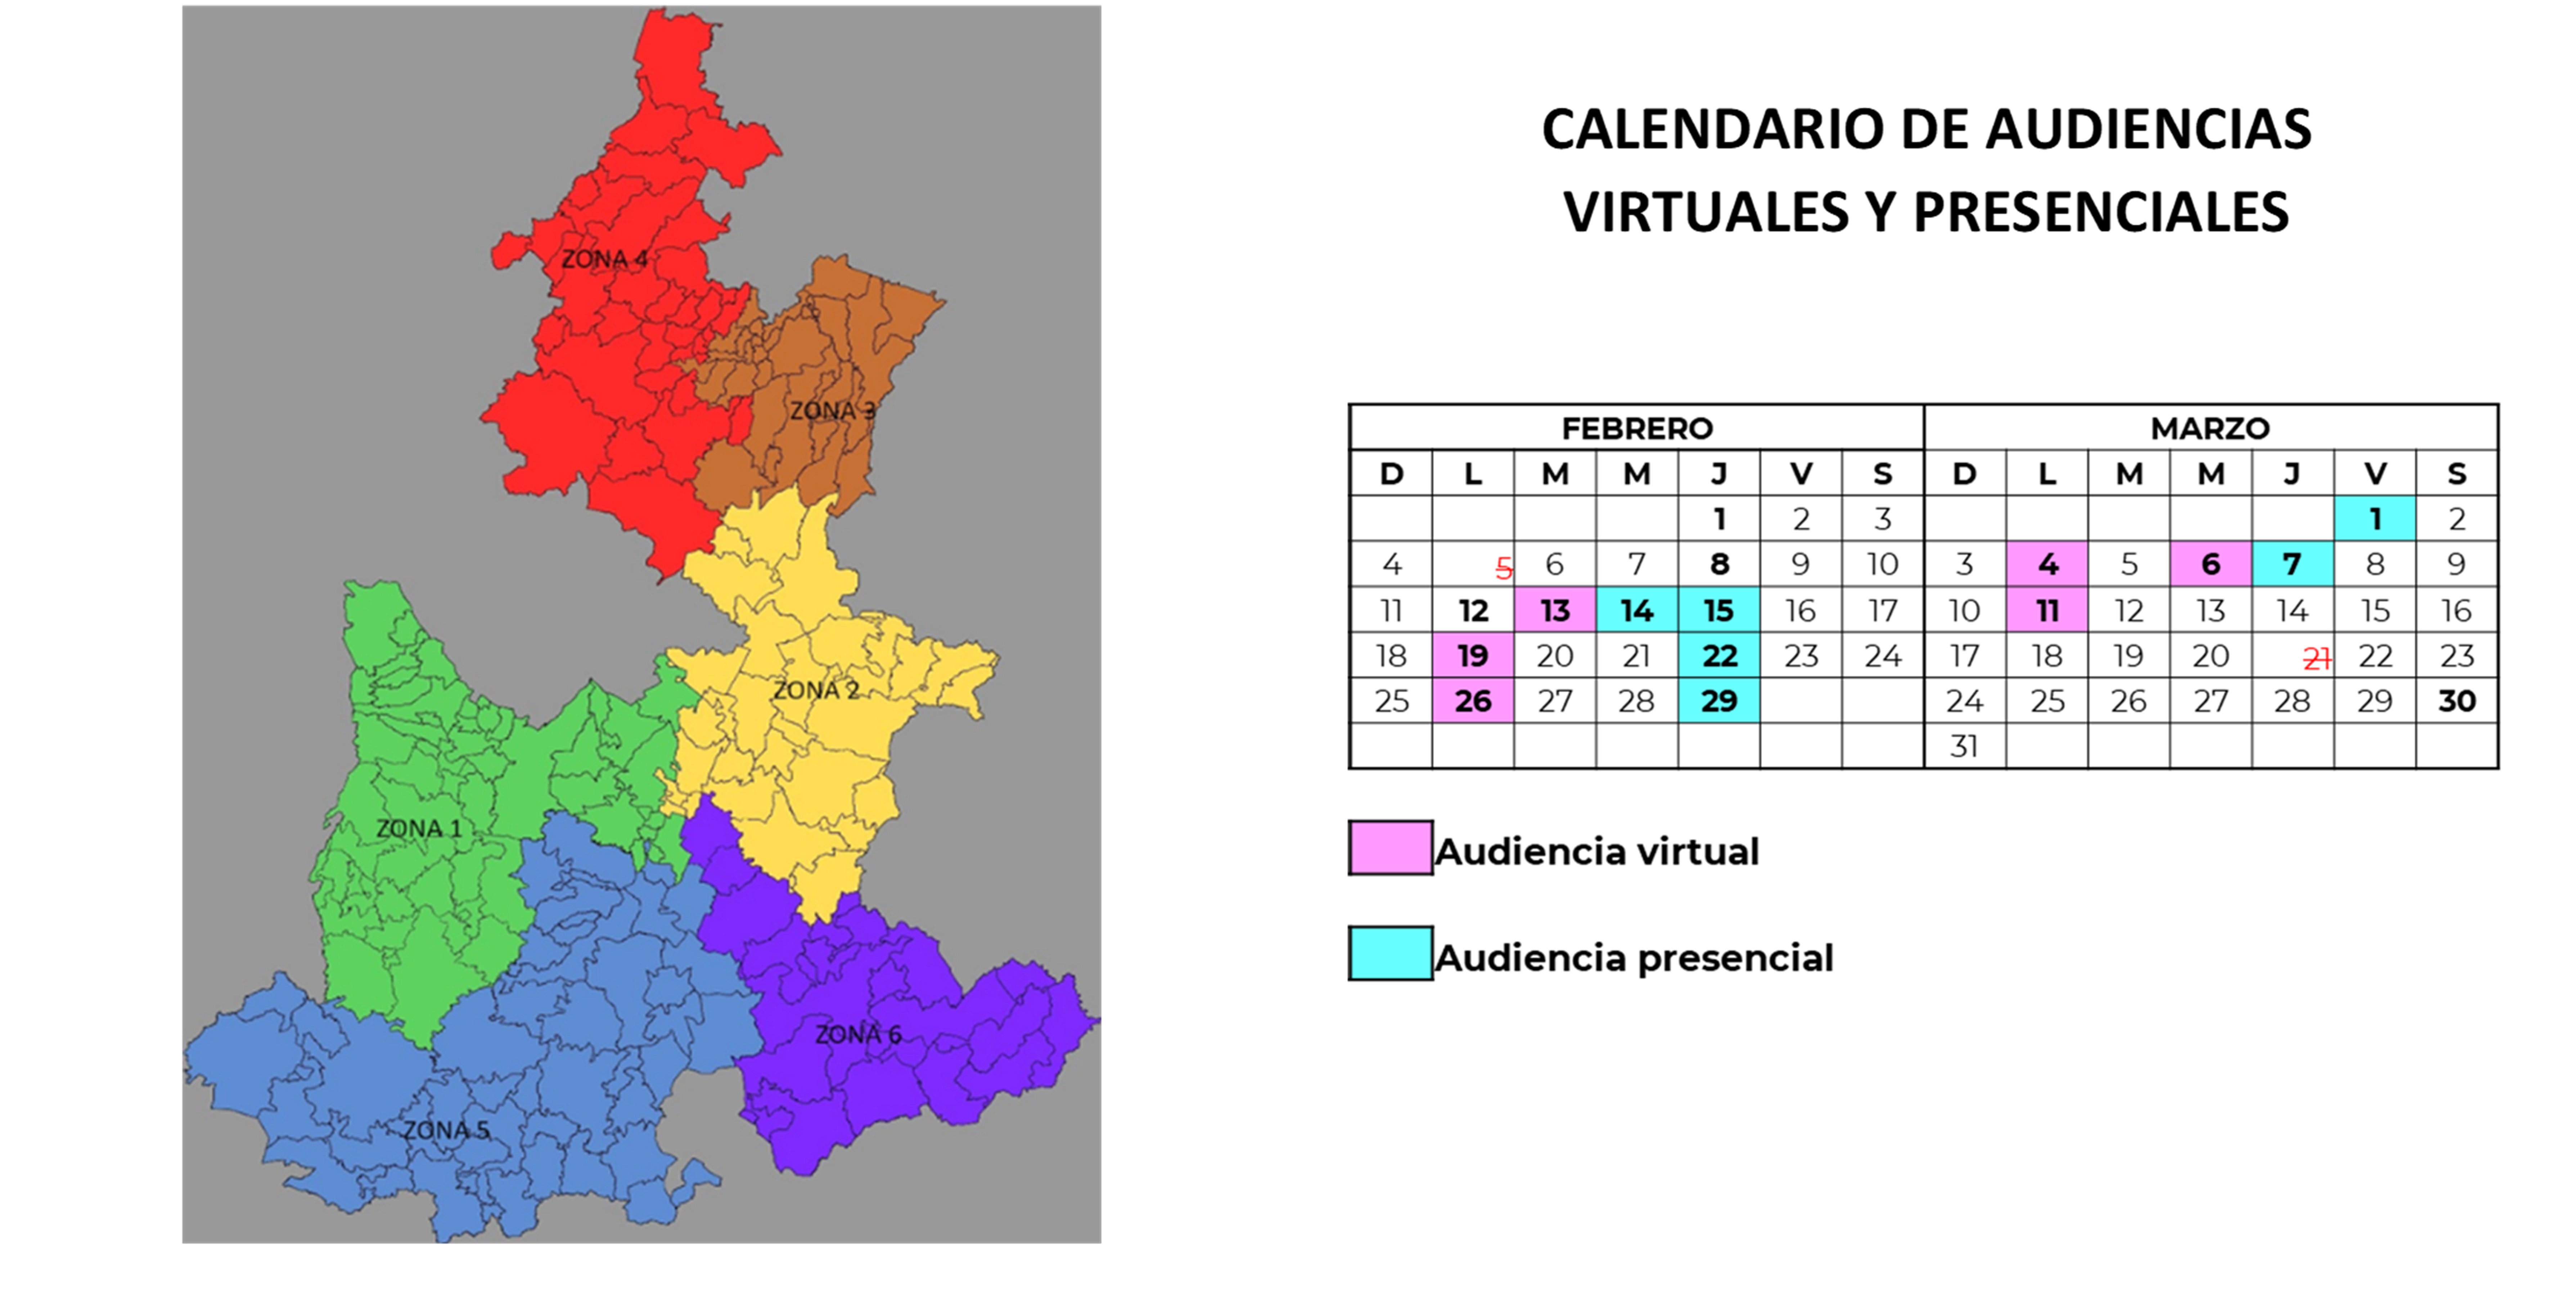 CALENDARIO DE AUDIENCIAS
VIRTUALES Y PRESENCIALES
ZONA 4
ZONA 3
ZONA 2
ZONA 1
ZONA 6
ZONA 5
FEBRERO MARZO
D L M M J V S D L M M J V S
1 2 3 1 2
4 5 6 7 8 9 10 3 4 5 6 7 8 9
11 12 13 14 15 16 17 10 11 12 13 14 15 16
18 19 20 21 22 23 24 17 18 19 20 21 22 23
25 26 27 28 29 24 25 26 27 28 29 30
31
Audiencia virtual
Audiencia presencial